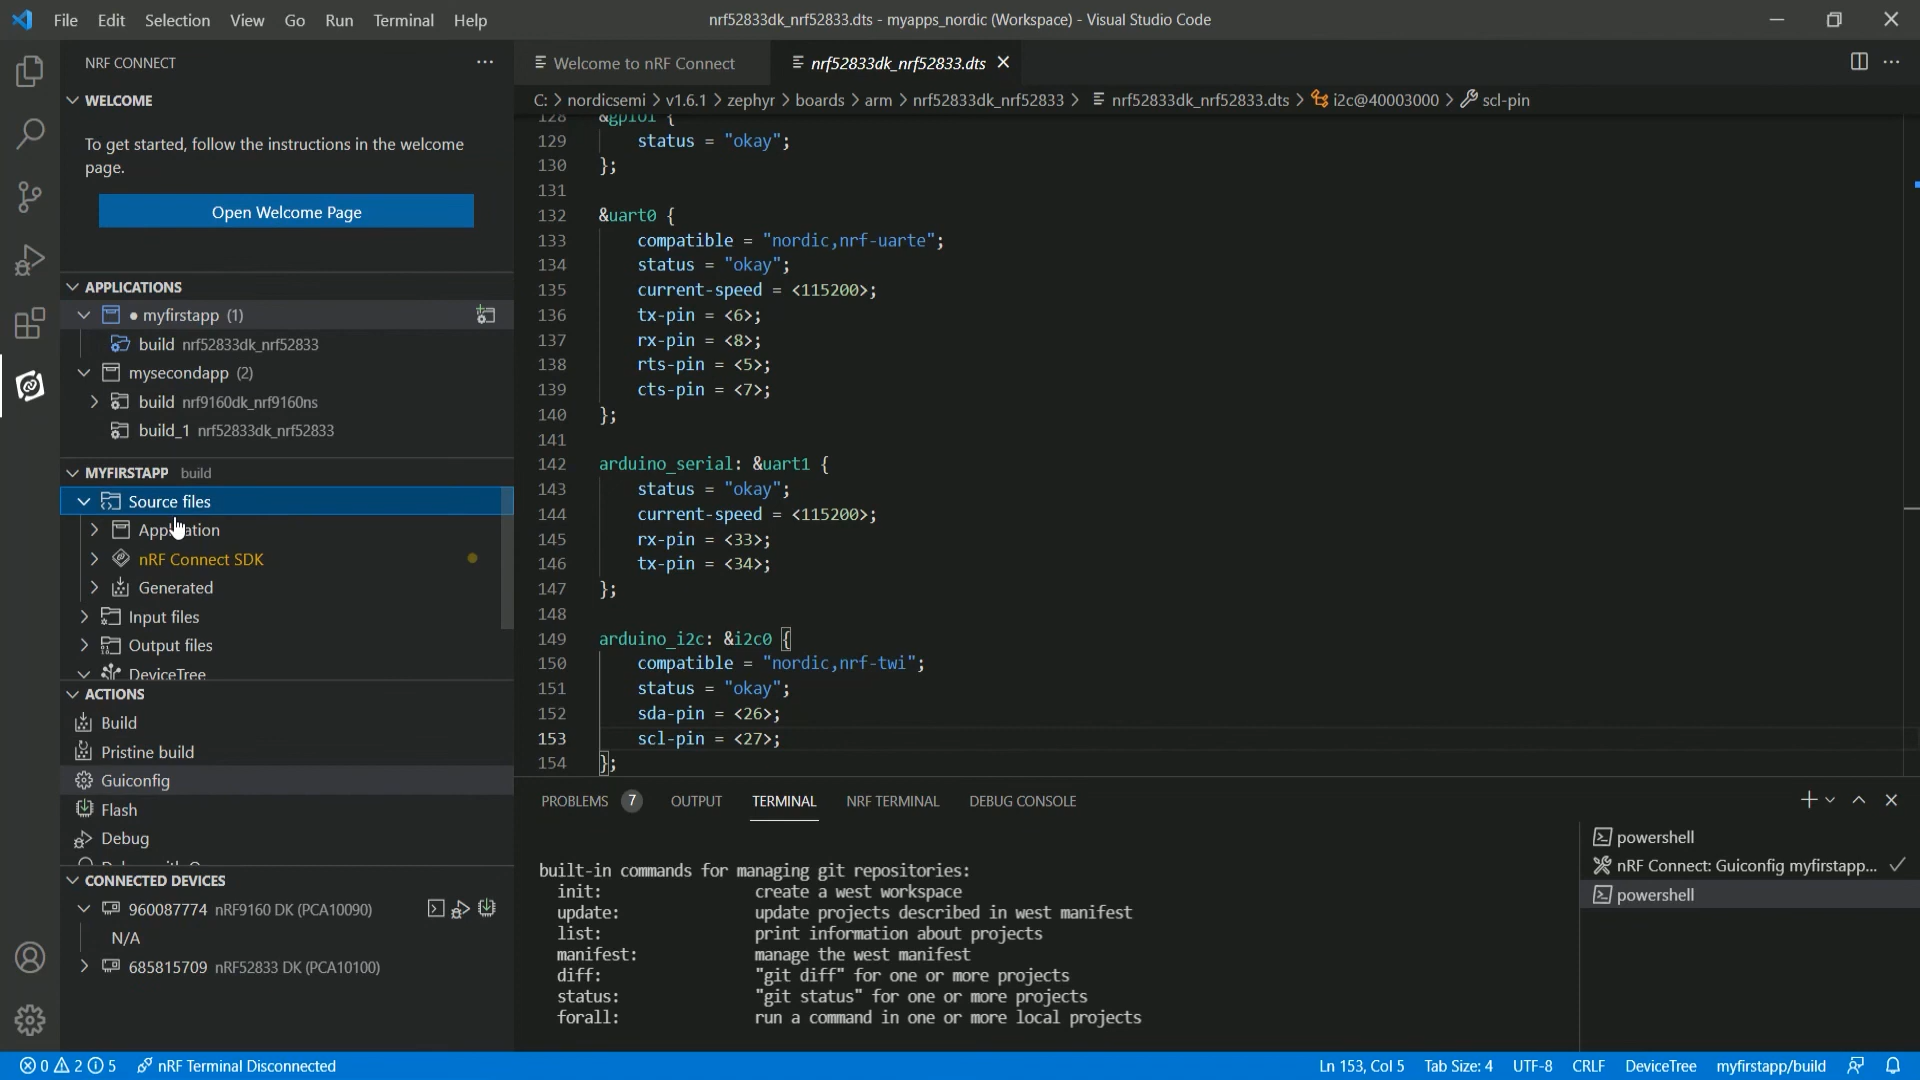 File Edit Selection View Go Run Terminal Help
nrf52833dk_nrf52833.dts - myapps_nordic (Workspace) - Visual Studio Code
NRF CONNECT
WELCOME
To get started, follow the instructions in the welcome
page.
Open Welcome Page
APPLICATIONS
myfirstapp (1)
build nrf52833dk_nrf52833
mysecondapp (2)
build nrf9160dk_nrf9160ns
build_1 nrf52833dk_nrf52833
MYFIRSTAPP build
Source files
Application
nRF Connect SDK
Generated
Input files
Output files
DeviceTree
ACTIONS
Build
Pristine build
Guiconfig
Flash
Debug
CONNECTED DEVICES
960087774 nRF9160 DK (PCA10090)
N/A
685815709 nRF52833 DK (PCA10100)
Welcome to nRF Connect
nrf52833dk_nrf52833.dts
C: > nordicsemi > v1.6.1 > zephyr > boards > arm > nrf52833dk_nrf52833 > nrf52833dk_nrf52833.dts > i2c@40003000 > scl-pin
128 &gpio1 {
129 status = "okay";
130 };
131
132 &uart0 {
133 compatible = "nordic,nrf-uarte";
134 status = "okay";
135 current-speed = <115200>;
136 tx-pin = <6>;
137 rx-pin = <8>;
138 rts-pin = <5>;
139 cts-pin = <7>;
140 };
141
142 arduino_serial: &uart1 {
143 status = "okay";
144 current-speed = <115200>;
145 rx-pin = <33>;
146 tx-pin = <34>;
147 };
148
149 arduino_i2c: &i2c0 {
150 compatible = "nordic,nrf-twi";
151 status = "okay";
152 sda-pin = <26>;
153 scl-pin = <27>;
154 };
PROBLEMS 7 OUTPUT TERMINAL NRF TERMINAL DEBUG CONSOLE
built-in commands for managing git repositories:
init: create a west workspace
update: update projects described in west manifest
list: print information about projects
manifest: manage the west manifest
diff: "git diff" for one or more projects
status: "git status" for one or more projects
forall: run a command in one or more local projects
powershell
nRF Connect: Guiconfig myfirstapp...
powershell
0 2 5 nRF Terminal Disconnected
Ln 153, Col 5 Tab Size: 4 UTF-8 CRLF DeviceTree myfirstapp/build